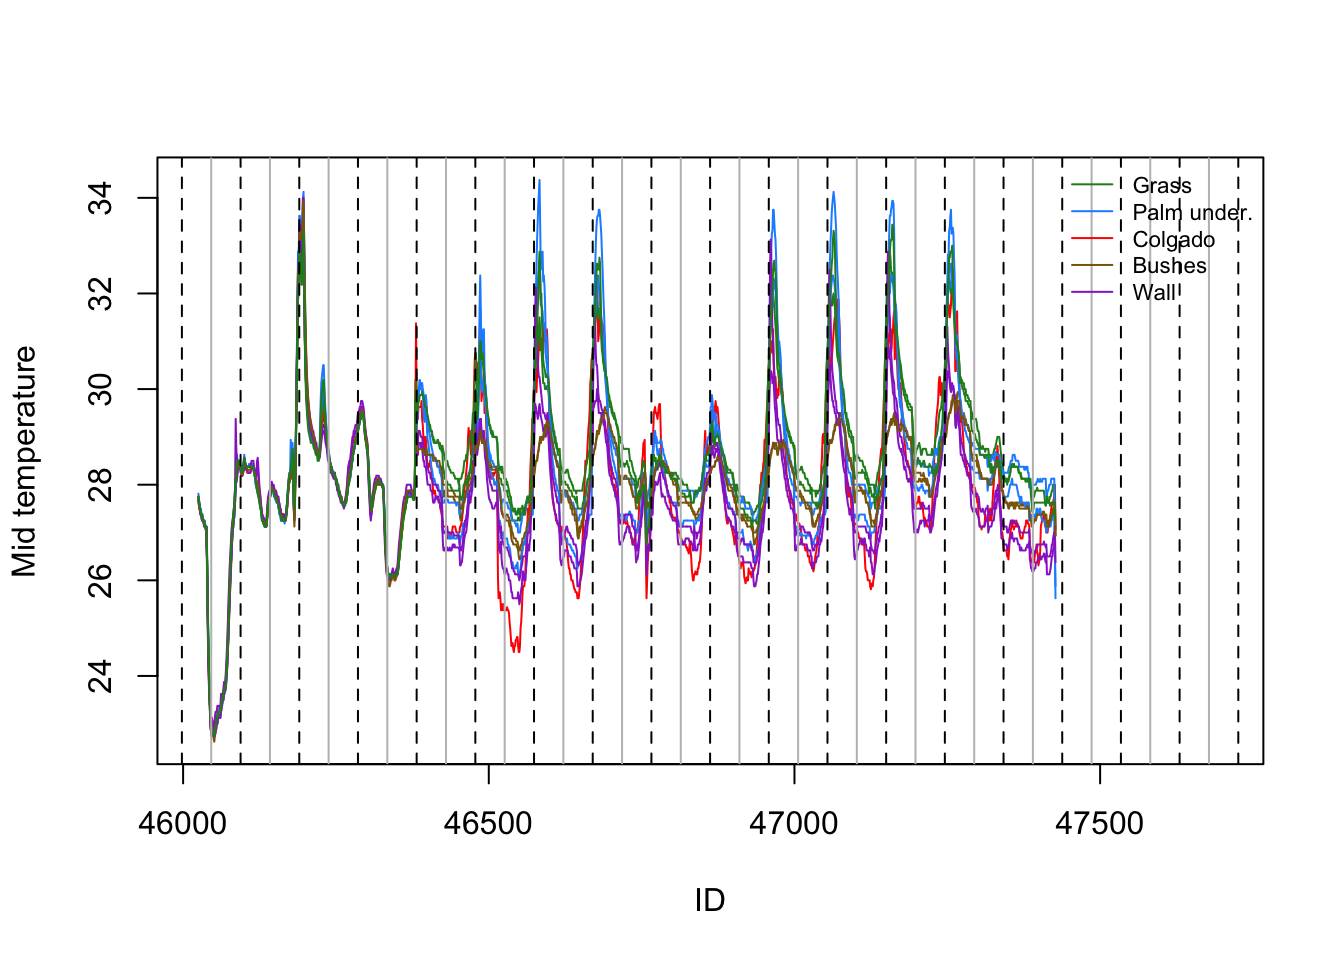 34
32
30
28
26
24
Mid temperature
Grass
Palm under.
Colgado
Bushes
Wall
46000 46500 47000 47500
ID